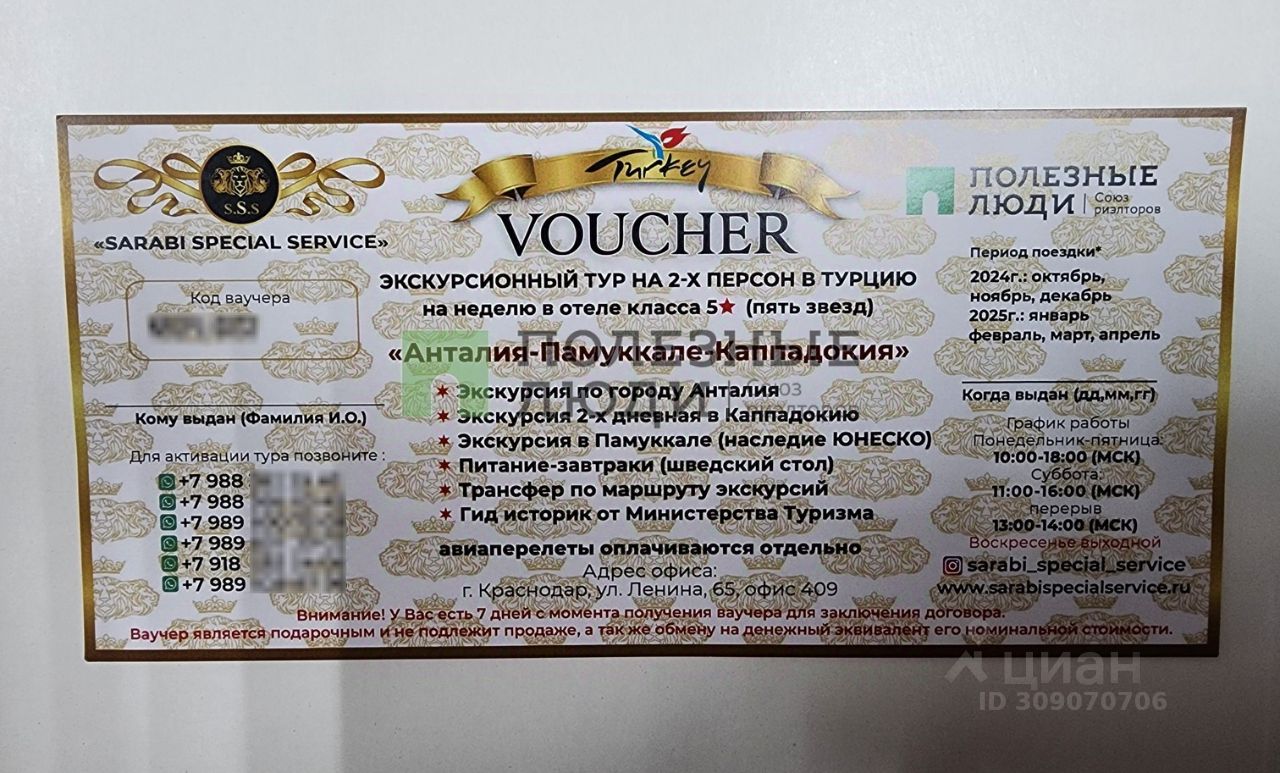 Turkey
S.S.S
«SARABI SPECIAL SERVICE»
Код ваучера
Кому выдан (Фамилия И.О.)
Для активации тура позвоните :
+7 988
+7 988
+7 989
+7 989
+7 918
+7 989
VOUCHER
ЭКСКУРСИОННЫЙ ТУР НА 2-Х ПЕРСОН В ТУРЦИЮ
на неделю в отеле класса 5★ (пять звезд)
«Анталия-Памуккале-Каппадокия»
✶ Экскурсия по городу Анталия
✶ Экскурсия 2-х дневная в Каппадокию
✶ Экскурсия в Памуккале (наследие ЮНЕСКО)
✶ Питание-завтраки (шведский стол)
✶ Трансфер по маршруту экскурсий
✶ Гид историк от Министерства Туризма
авиаперелеты оплачиваются отдельно
Адрес офиса:
г. Краснодар, ул. Ленина, 65, офис 409
ПОЛЕЗНЫЕ
ЛЮДИ | Союз риэлторов
Период поездки*
2024г.: октябрь,
ноябрь, декабрь
2025г.: январь
февраль, март, апрель
Когда выдан (дд,мм,гг)
График работы
Понедельник-пятница:
10:00-18:00 (МСК)
Суббота:
11:00-16:00 (МСК)
перерыв
13:00-14:00 (МСК)
Воскресенье выходной
sarabi_special_service
www.sarabispecialservice.ru
Внимание! У Вас есть 7 дней с момента получения ваучера для заключения договора.
Ваучер является подарочным и не подлежит продаже, а так же обмену на денежный эквивалент его номинальной стоимости.
ПОЛЕЗНЫЕ
ЛЮДИ
циан
ID 309070706